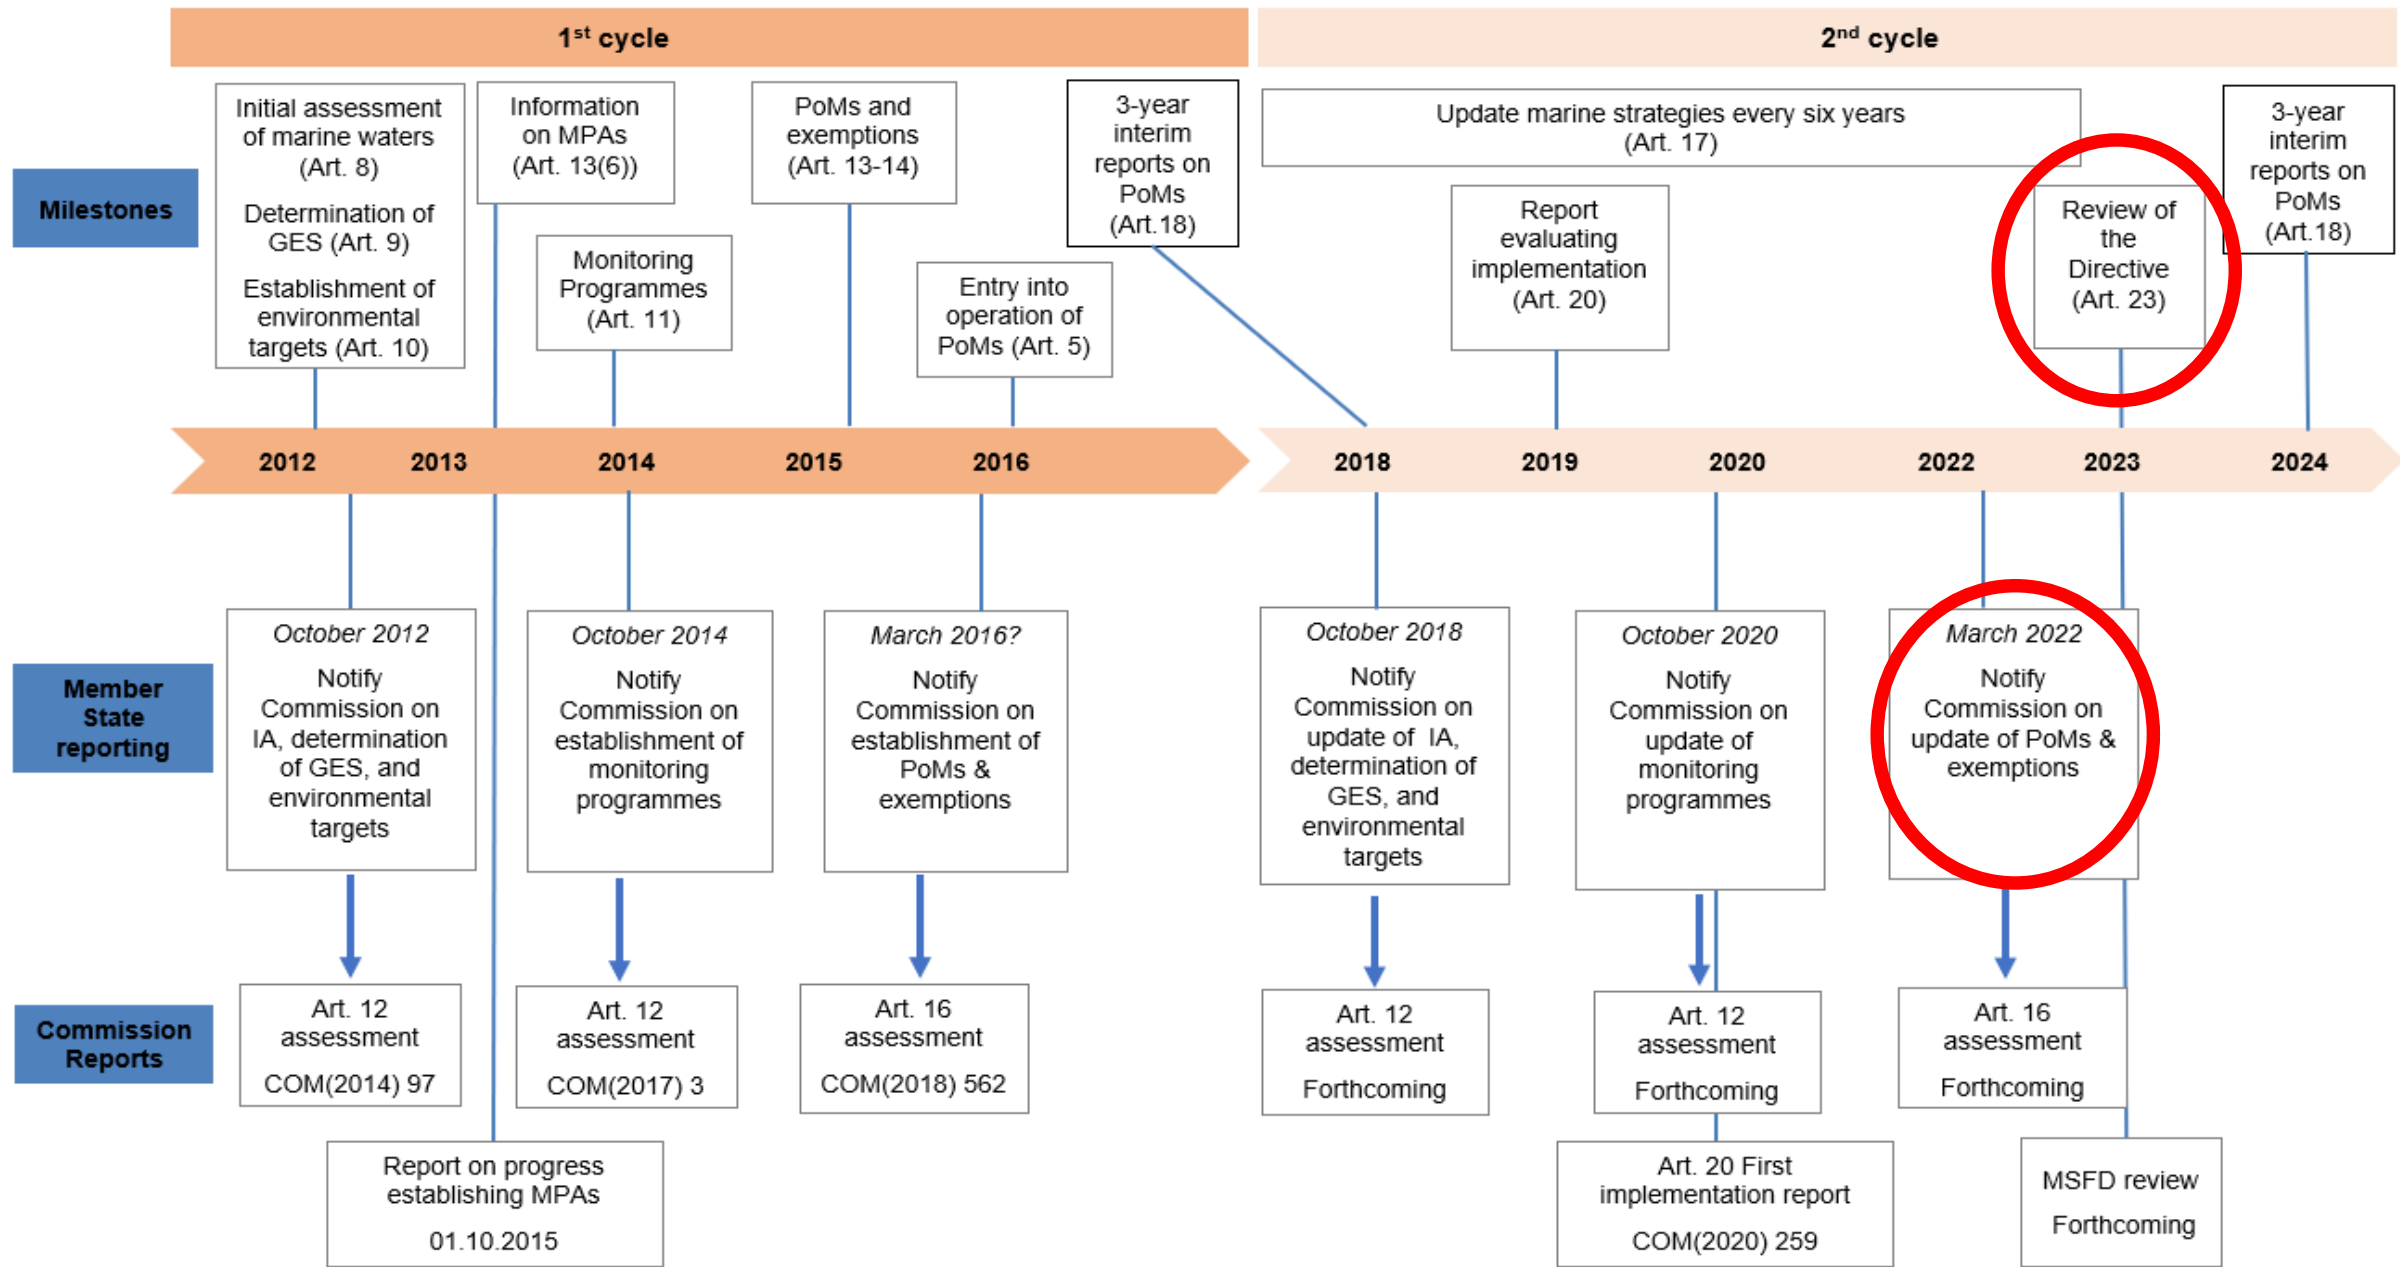 1st cycle
2nd cycle
Milestones
Initial assessment
of marine waters
(Art. 8)
Determination of
GES (Art. 9)
Establishment of
environmental
targets (Art. 10)
Information
on MPAs
(Art. 13(6))
Monitoring
Programmes
(Art. 11)
PoMs and
exemptions
(Art. 13-14)
Entry into
operation of
PoMs (Art. 5)
3-year
interim
reports on
PoMs
(Art.18)
Update marine strategies every six years
(Art. 17)
Report
evaluating
implementation
(Art. 20)
Review of
the
Directive
(Art. 23)
3-year
interim
reports on
PoMs
(Art.18)
2012
2013
2014
2015
2016
2018
2019
2020
2022
2023
2024
Member
State
reporting
October 2012
Notify
Commission on
IA, determination
of GES, and
environmental
targets
October 2014
Notify
Commission on
establishment of
monitoring
programmes
March 2016?
Notify
Commission on
establishment of
PoMs &
exemptions
October 2018
Notify
Commission on
update of IA,
determination of
GES, and
environmental
targets
October 2020
Notify
Commission on
update of
monitoring
programmes
March 2022
Notify
Commission on
update of PoMs &
exemptions
Commission
Reports
Art. 12
assessment
COM(2014) 97
Art. 12
assessment
COM(2017) 3
Art. 16
assessment
COM(2018) 562
Art. 12
assessment
Forthcoming
Art. 12
assessment
Forthcoming
Art. 16
assessment
Forthcoming
Report on progress
establishing MPAs
01.10.2015
Art. 20 First
implementation report
COM(2020) 259
MSFD review
Forthcoming